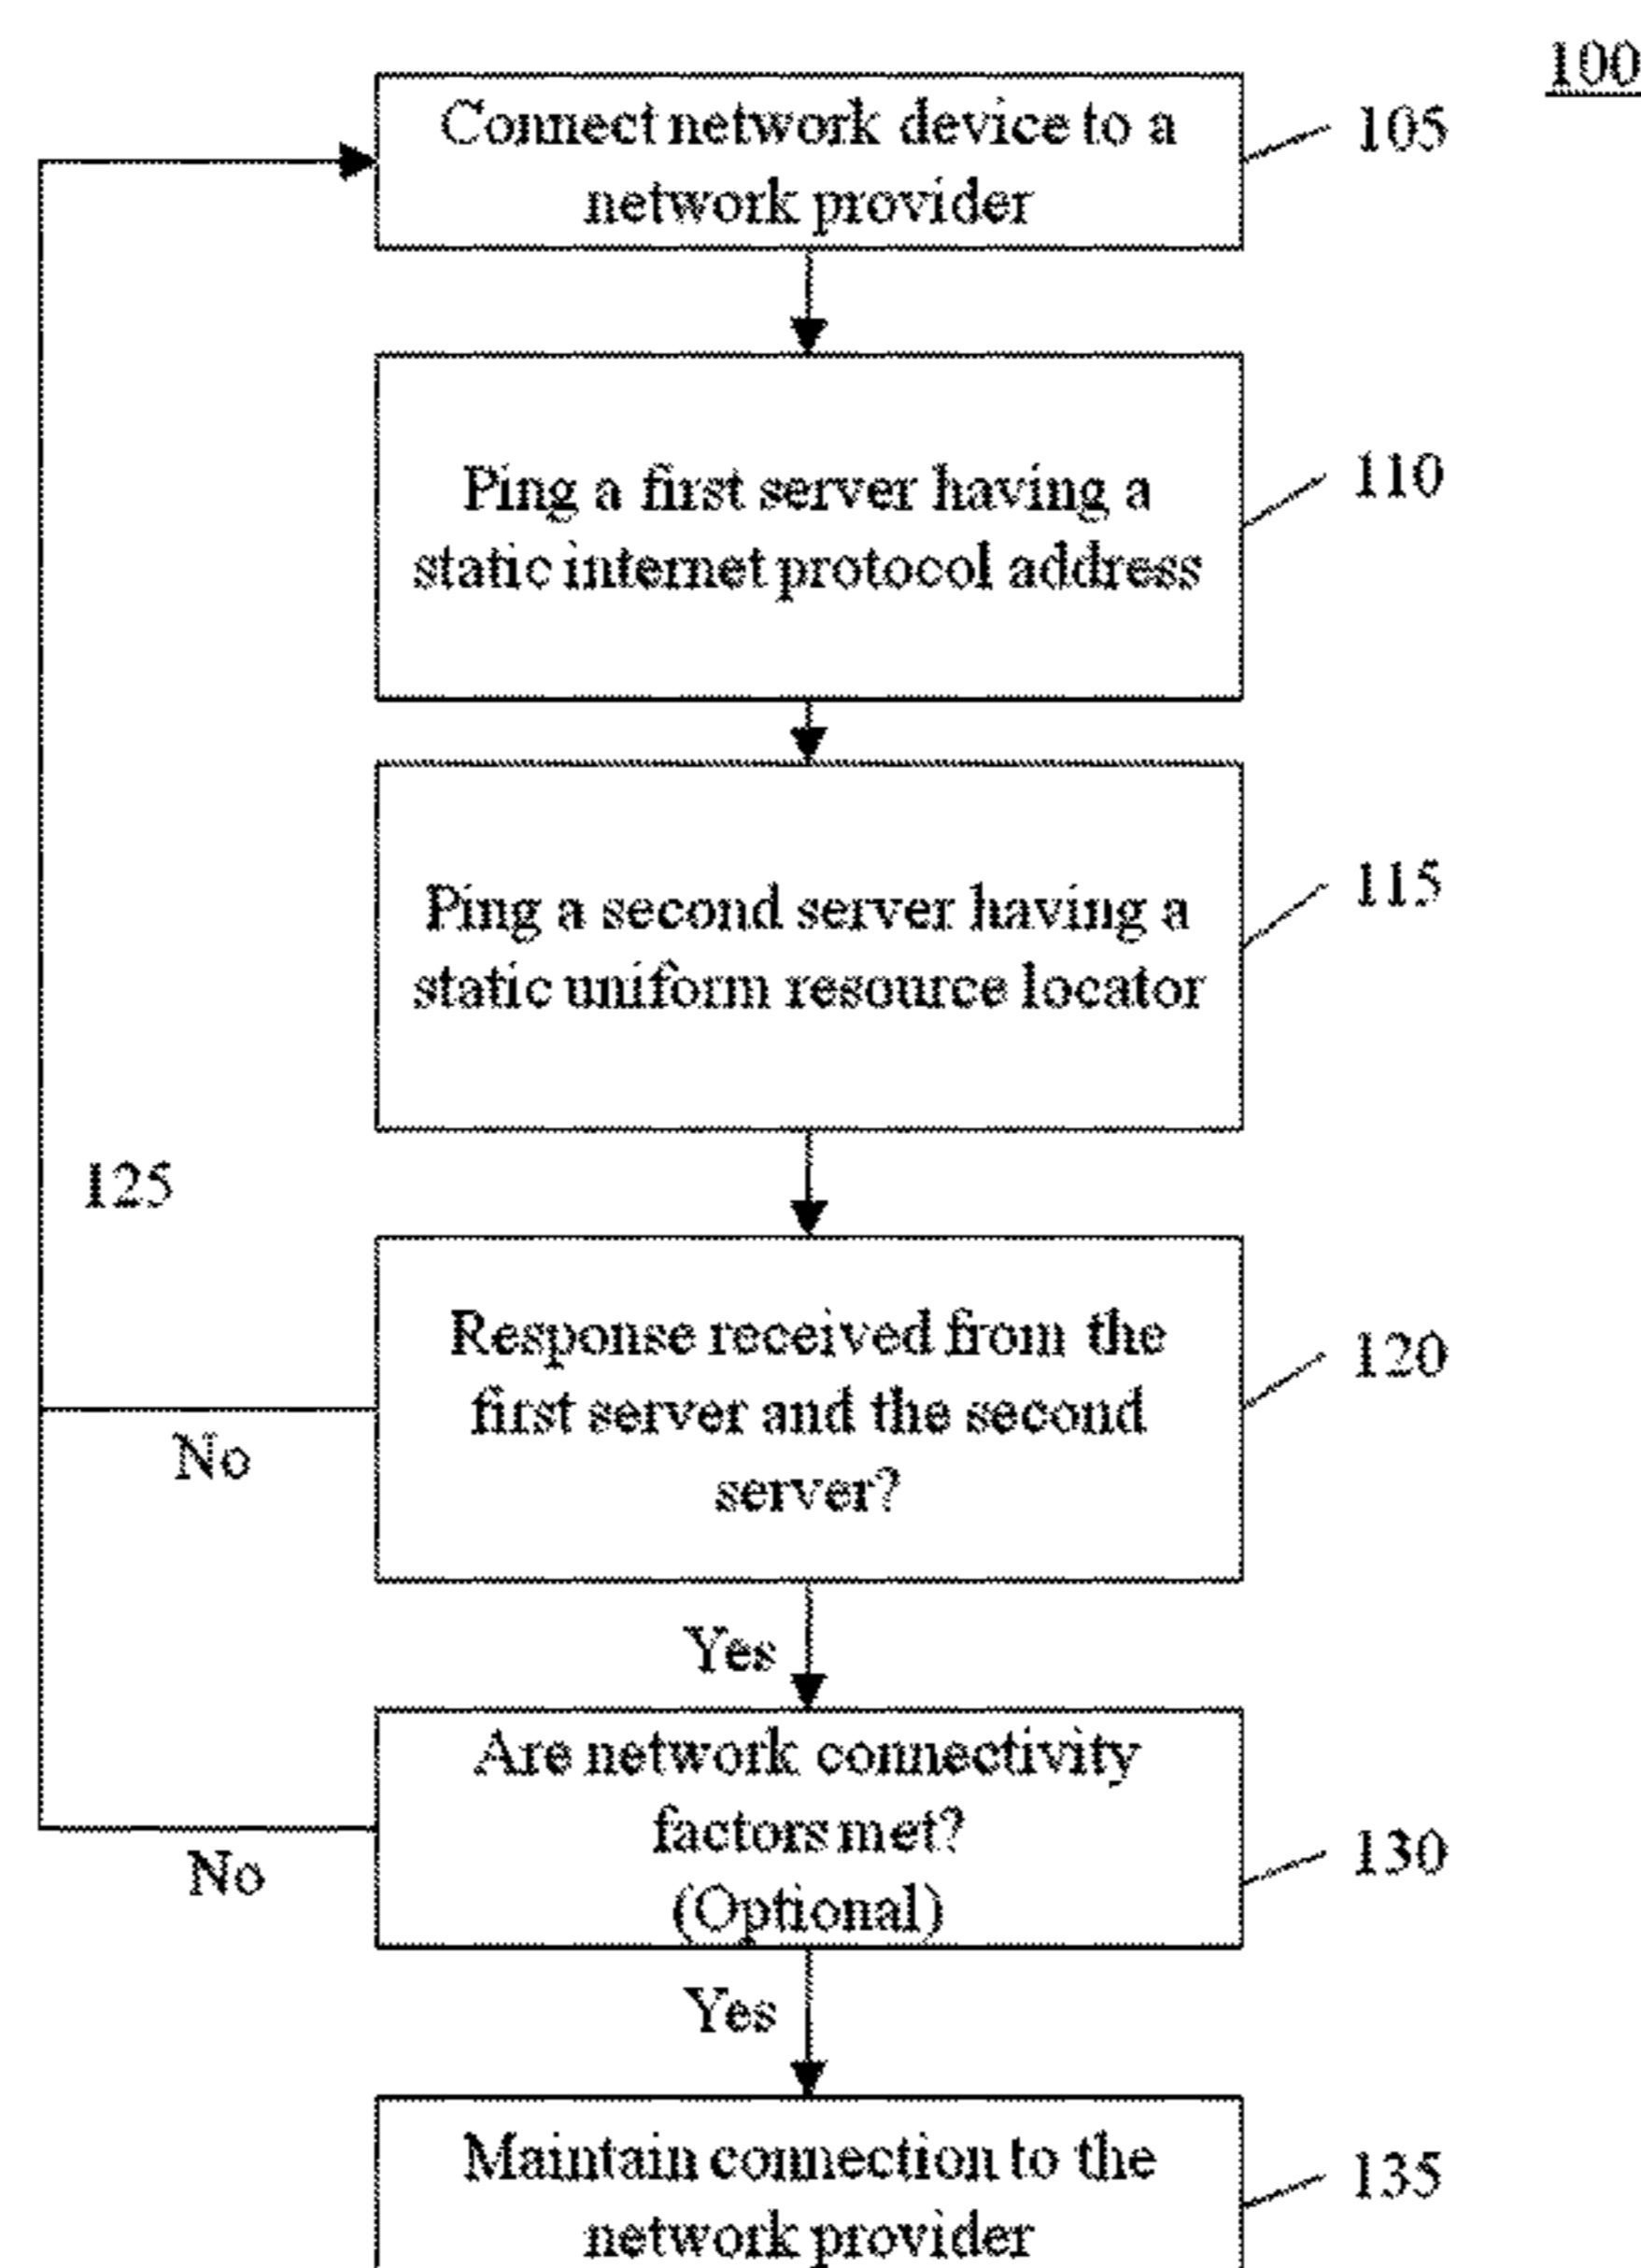 100
Connect network device to a
network provider
105
Ping a first server having a
static internet protocol address
110
Ping a second server having a
static uniform resource locator
115
125
Response received from the
first server and the second
server?
120
No
Yes
Are network connectivity
factors met?
(Optional)
130
No
Yes
Maintain connection to the
network provider
135